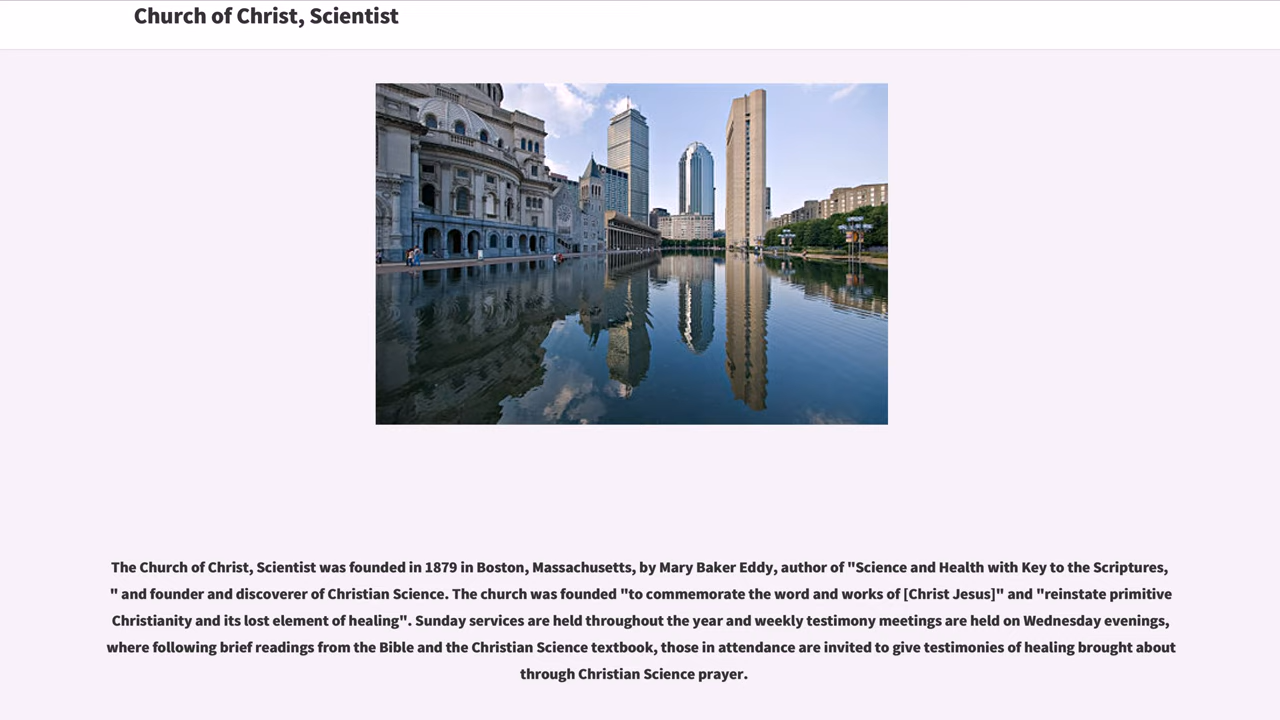 Church of Christ, Scientist
The Church of Christ, Scientist was founded in 1879 in Boston, Massachusetts, by Mary Baker Eddy, author of "Science and Health with Key to the Scriptures,
" and founder and discoverer of Christian Science. The church was founded "to commemorate the word and works of [Christ Jesus]" and "reinstate primitive
Christianity and its lost element of healing". Sunday services are held throughout the year and weekly testimony meetings are held on Wednesday evenings,
where following brief readings from the Bible and the Christian Science textbook, those in attendance are invited to give testimonies of healing brought about
through Christian Science prayer.